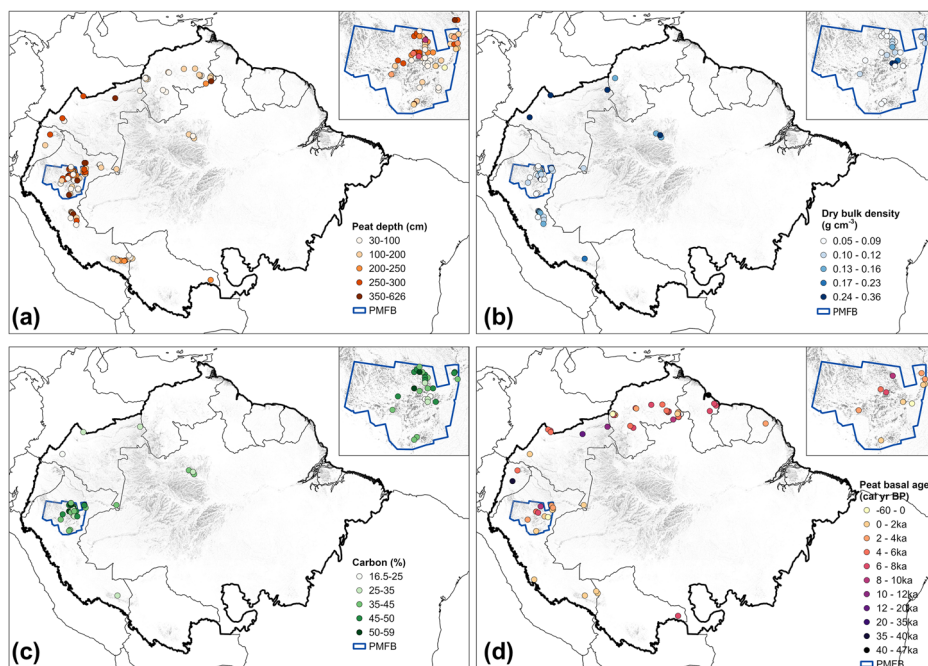 Peat depth (cm)
30-100
100-200
200-250
250-300
350-626
PMFB
(a)
Dry bulk density
(g cm⁻³)
0.05 - 0.09
0.10 - 0.12
0.13 - 0.16
0.17 - 0.23
0.24 - 0.36
PMFB
(b)
Carbon (%)
16.5-25
25-35
35-45
45-50
50-59
PMFB
(c)
Peat basal age
(cal yr BP)
-60 - 0
0 - 2ka
2 - 4ka
4 - 6ka
6 - 8ka
8 - 10ka
10 - 12ka
12 - 20ka
20 - 35ka
35 - 40ka
40 - 47ka
PMFB
(d)